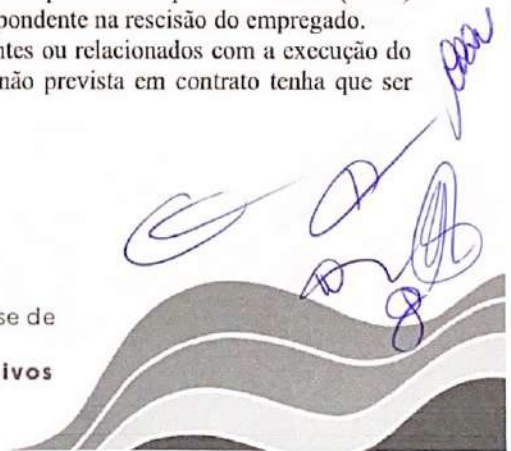 pondente na rescisão do empregado.
ntes ou relacionados com a execução do
não prevista em contrato tenha que ser
se de
ivos